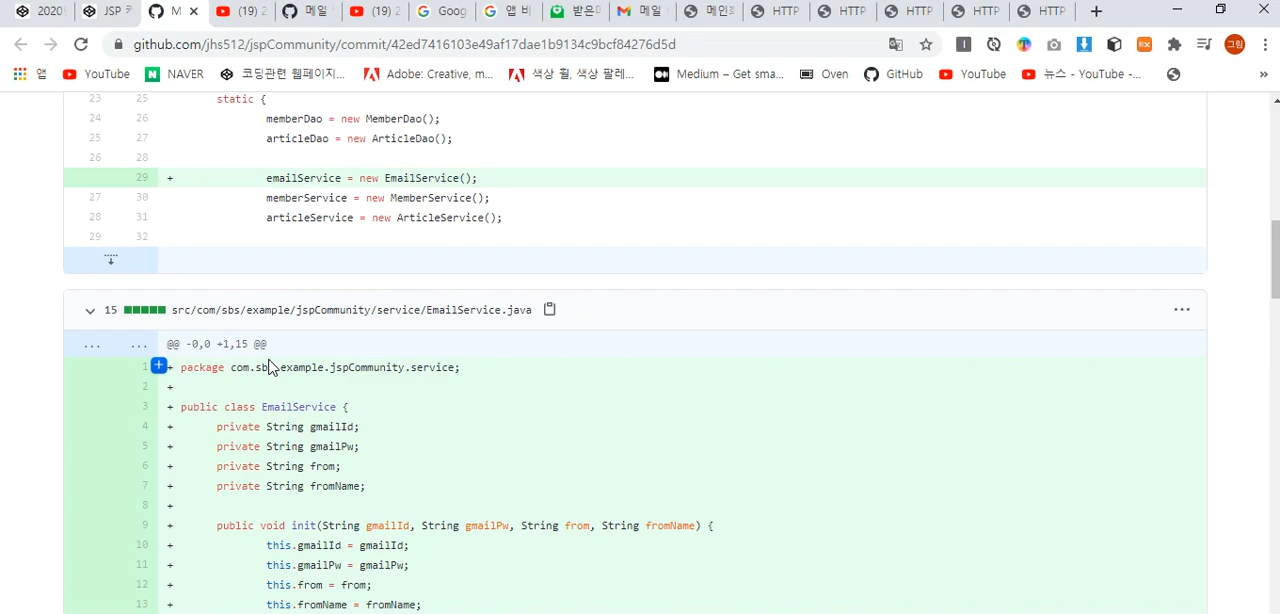 2020
JSP
M
(19) 2
메일
(19) 2
Goog
앱 비
받은
메일
메인
HTTP
HTTP
HTTP
HTTP
HTTP
github.com/jhs512/jspCommunity/commit/42ed7416103e49af17dae1b9134c9bcf84276d5d
그림
앱 YouTube NAVER 코딩관련 웹페이지... Adobe: Creative, m... 색상 휠, 색상 팔레... Medium – Get sma... Oven GitHub YouTube 뉴스 - YouTube -... »
23 25 static {
24 26 memberDao = new MemberDao();
25 27 articleDao = new ArticleDao();
26 28
29 + emailService = new EmailService();
27 30 memberService = new MemberService();
28 31 articleService = new ArticleService();
29 32
15 src/com/sbs/example/jspCommunity/service/EmailService.java ...
... ... @@ -0,0 +1,15 @@
1 + package com.sbs.example.jspCommunity.service;
2 +
3 + public class EmailService {
4 + private String gmailId;
5 + private String gmailPw;
6 + private String from;
7 + private String fromName;
8 +
9 + public void init(String gmailId, String gmailPw, String from, String fromName) {
10 + this.gmailId = gmailId;
11 + this.gmailPw = gmailPw;
12 + this.from = from;
13 + this.fromName = fromName;